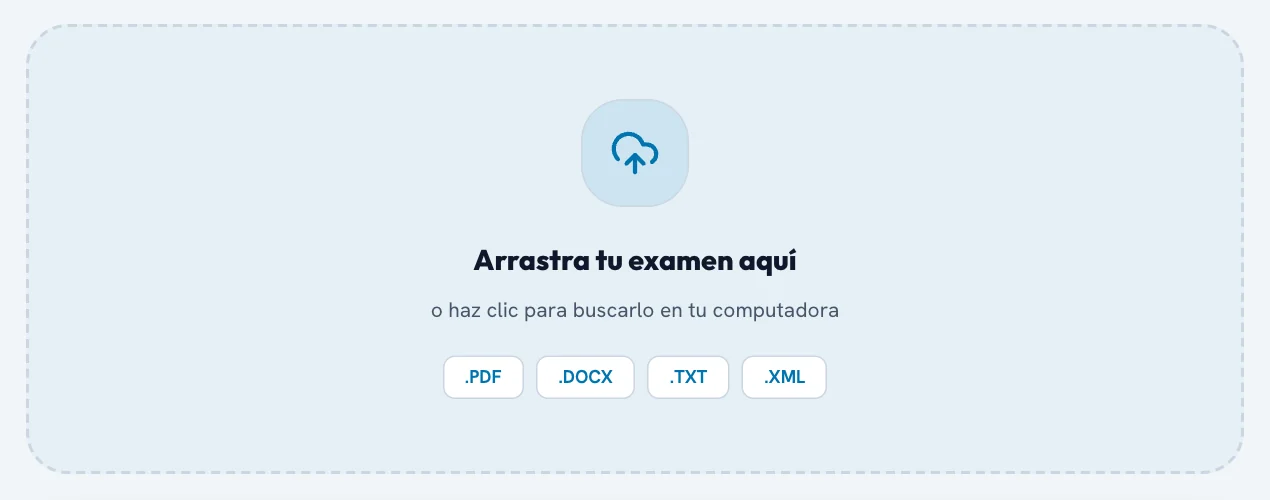 Arrastra tu examen aquí
o haz clic para buscarlo en tu computadora
.PDF .DOCX .TXT .XML